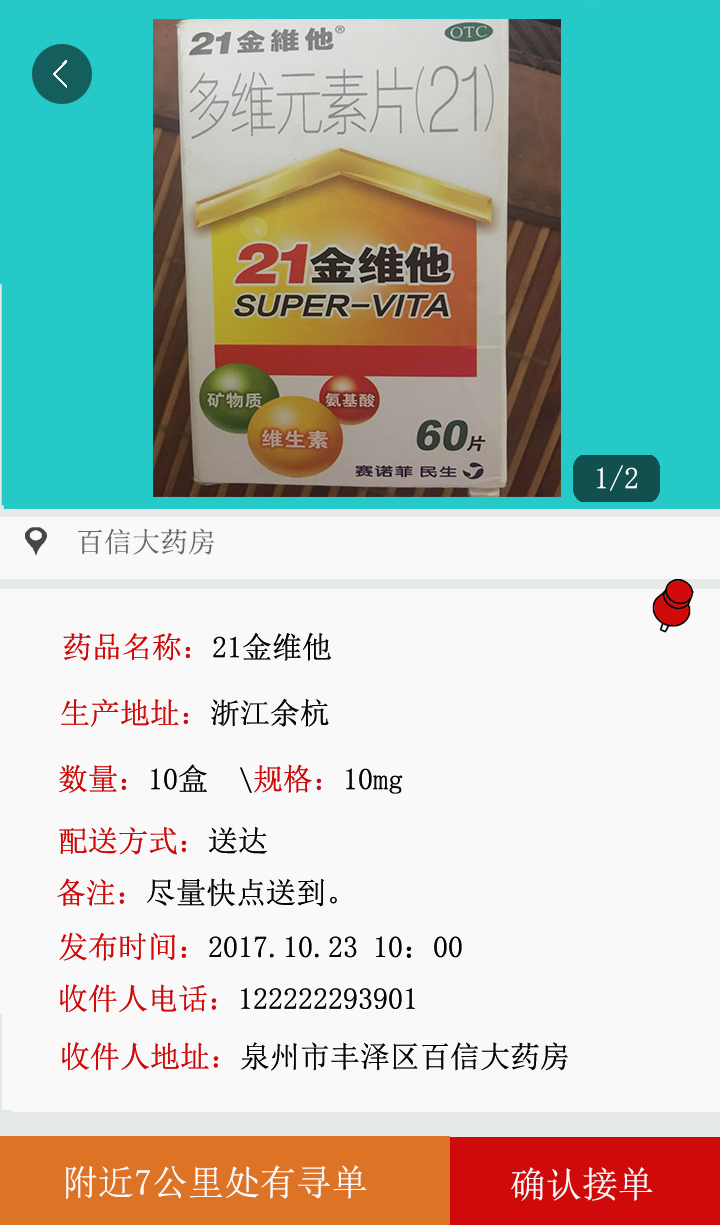 21金維他®
OTC
多维元素片(21)
21金维他
SUPER-VITA
矿物质
氨基酸
维生素
60片
赛诺菲 民生
1/2
百信大药房
药品名称：21金维他
生产地址：浙江余杭
数量：10盒 \规格：10mg
配送方式：送达
备注：尽量快点送到。
发布时间：2017.10.23 10：00
收件人电话：122222293901
收件人地址：泉州市丰泽区百信大药房
附近7公里处有寻单
确认接单